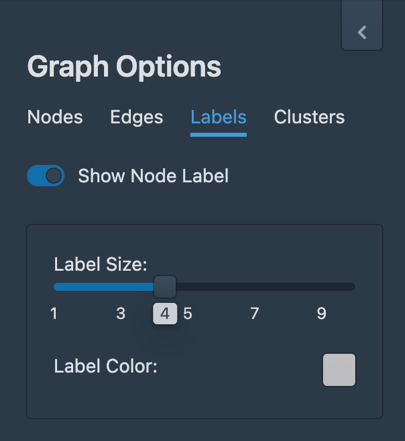 Graph Options
Nodes Edges Labels Clusters
Show Node Label
Label Size:
1 3 4 5 7 9
Label Color: